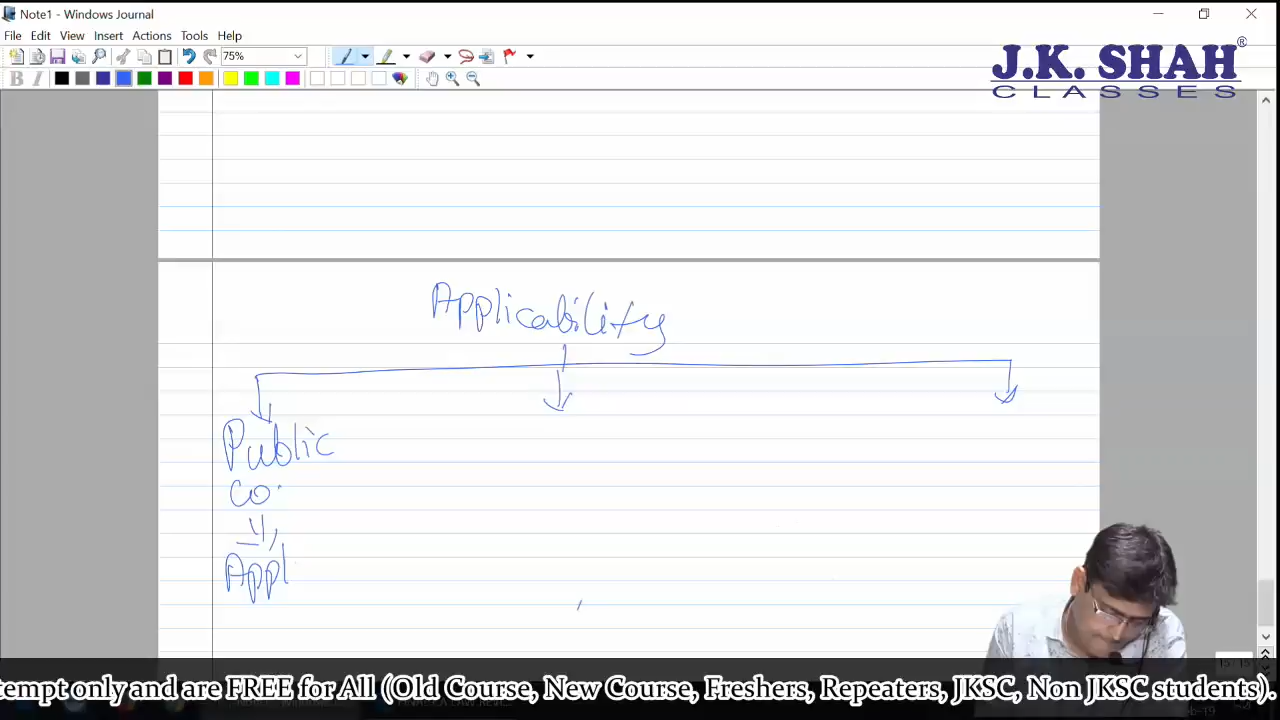 Note1 - Windows Journal
File Edit View Insert Actions Tools Help
75%
B I
J.K. SHAH®
CLASSES
Applicability
Public
Co.
Appl
tempt only and are FREE for All (Old Course, New Course, Freshers, Repeaters, JKSC, Non JKSC students).